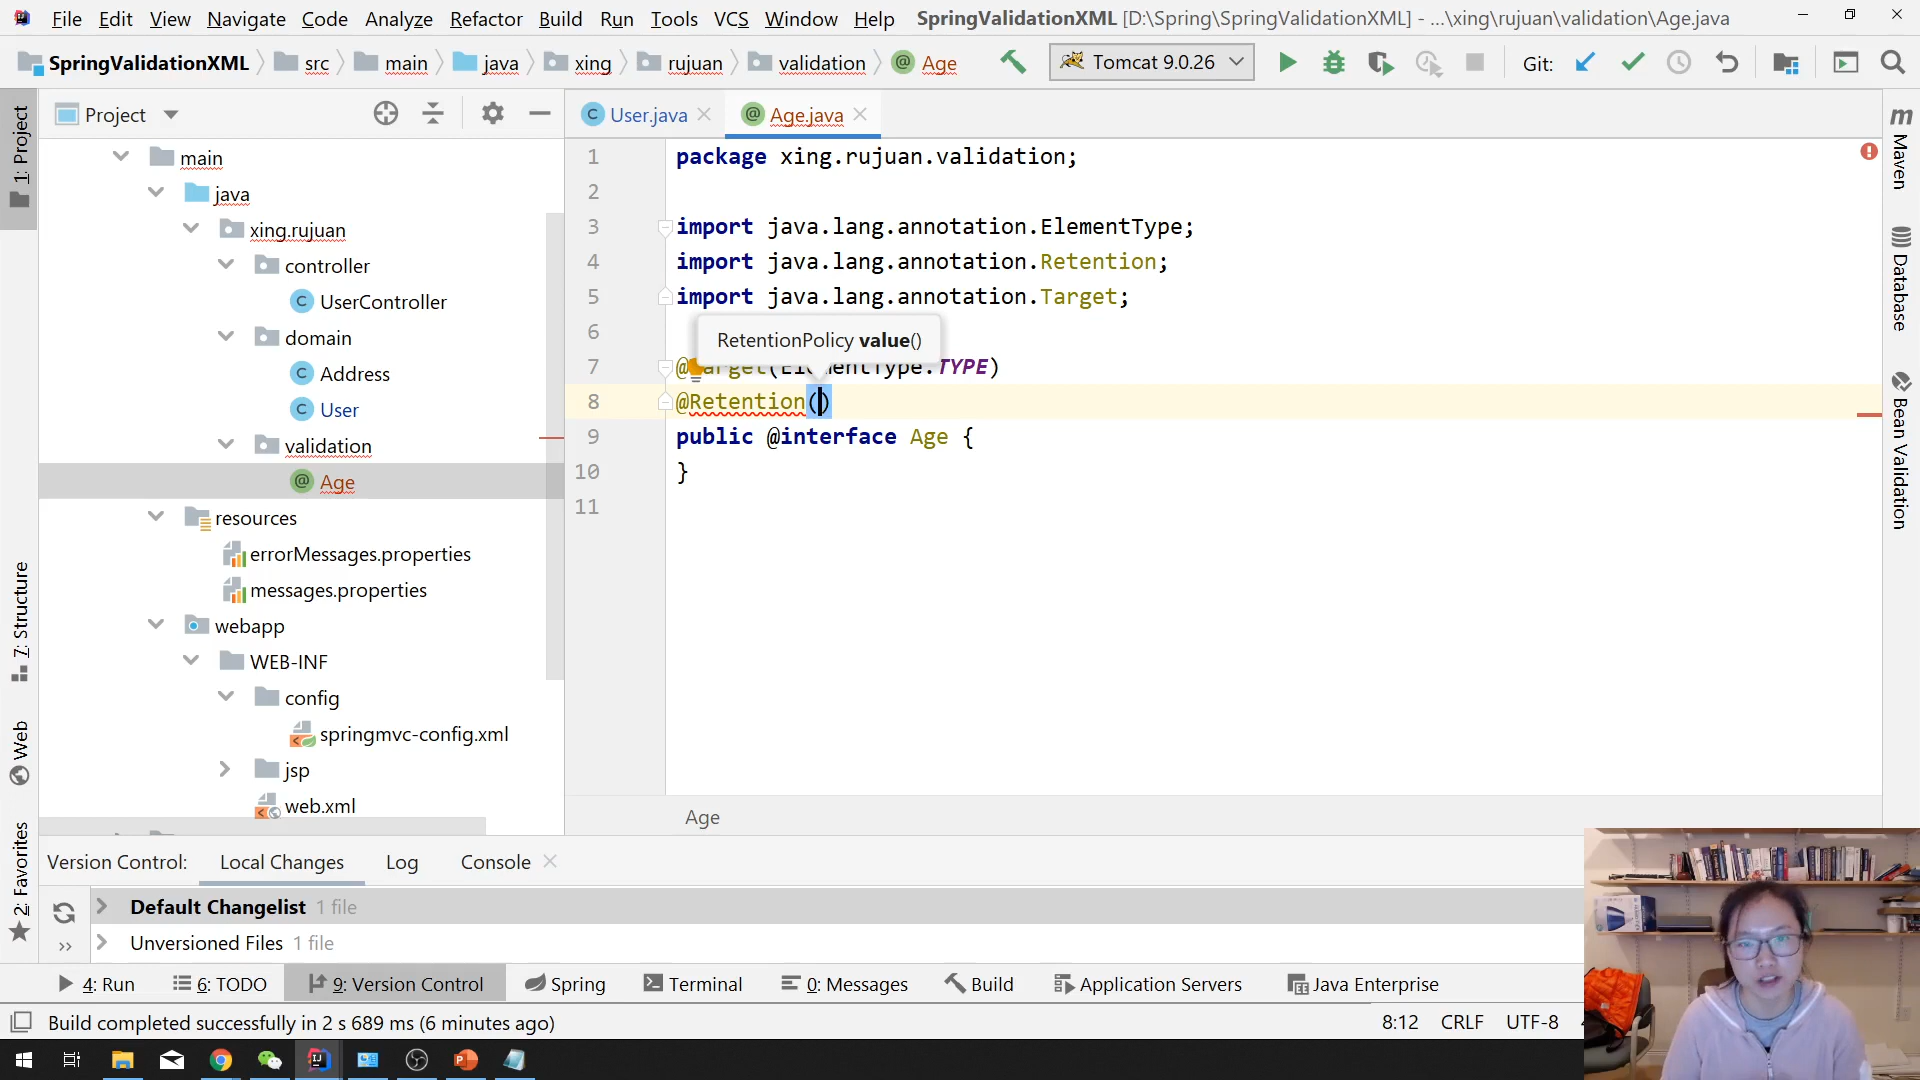 File Edit View Navigate Code Analyze Refactor Build Run Tools VCS Window Help SpringValidationXML [D:\Spring\SpringValidationXML] - ...\xing\rujuan\validation\Age.java
SpringValidationXML src main java xing rujuan validation @ Age Tomcat 9.0.26 Git:
1: Project
Project
C User.java @ Age.java
main
java
xing.rujuan
controller
C UserController
domain
C Address
C User
validation
@ Age
resources
errorMessages.properties
messages.properties
webapp
WEB-INF
config
springmvc-config.xml
jsp
web.xml
1 package xing.rujuan.validation;
2
3 import java.lang.annotation.ElementType;
4 import java.lang.annotation.Retention;
5 import java.lang.annotation.Target;
6
RetentionPolicy value()
7 @Target(ElementType.TYPE)
8 @Retention()
9 public @interface Age {
10 }
11
Age
m Maven
Database
Bean Validation
7: Structure
Web
2: Favorites
Version Control: Local Changes Log Console
Default Changelist 1 file
Unversioned Files 1 file
4: Run 6: TODO 9: Version Control Spring Terminal 0: Messages Build Application Servers Java Enterprise
Build completed successfully in 2 s 689 ms (6 minutes ago) 8:12 CRLF UTF-8